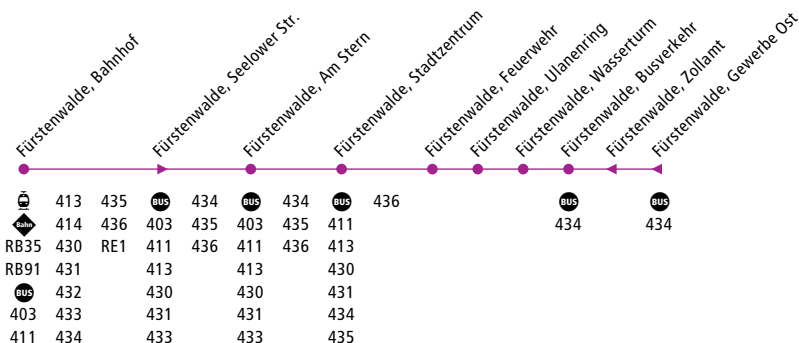 Fürstenwalde, Bahnhof
Fürstenwalde, Seelower Str.
Fürstenwalde, Am Stern
Fürstenwalde, Stadtzentrum
Fürstenwalde, Feuerwehr
Fürstenwalde, Ulanenring
Fürstenwalde, Wasserturm
Fürstenwalde, Busverkehr
Fürstenwalde, Zollamt
Fürstenwalde, Gewerbe Ost
413 435 BUS 434 BUS 434 BUS 436 BUS BUS
Bahn 414 436 403 435 403 435 411 434 434
RB35 430 RE1 411 436 411 436 413
RB91 431 413 413 430
BUS 432 430 430 431
403 433 431 431 434
411 434 433 433 435